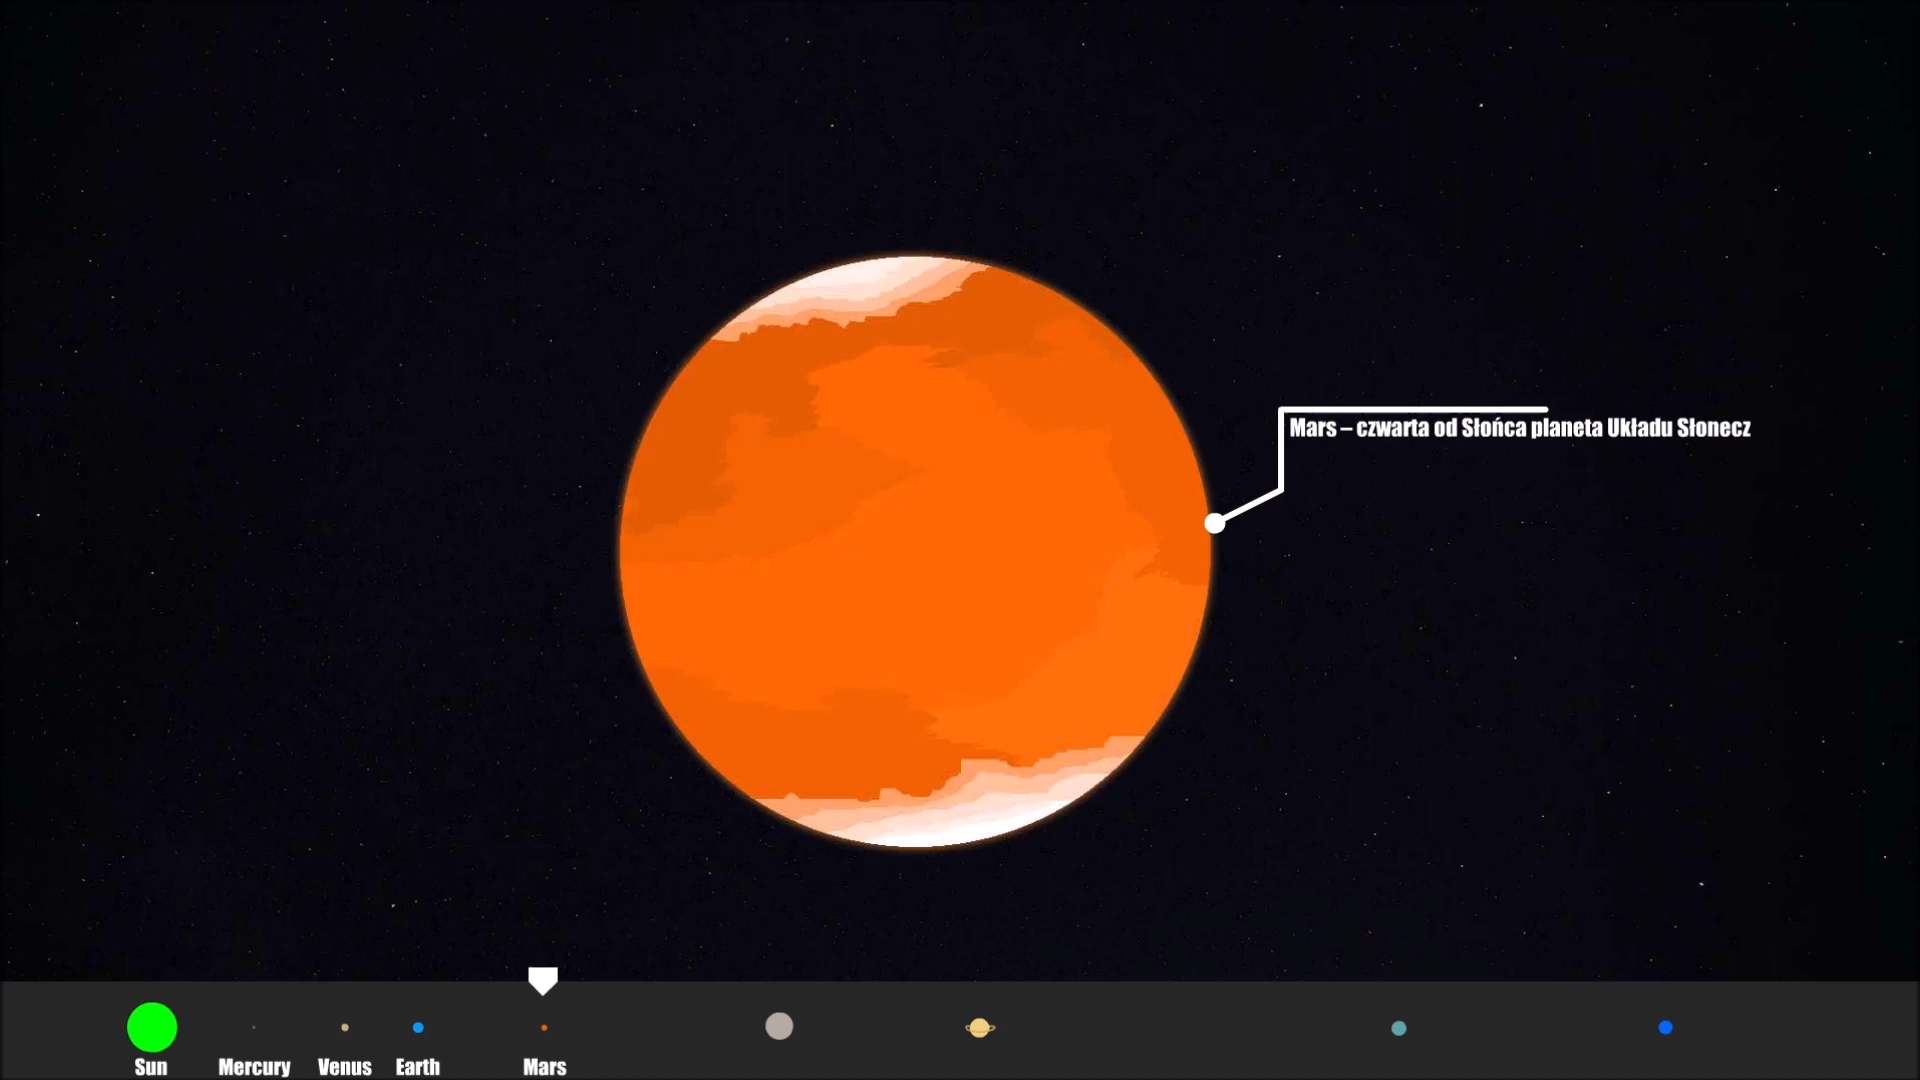 Mars – czwarta od Słońca planeta Układu Słonecz
Sun
Mercury
Venus
Earth
Mars